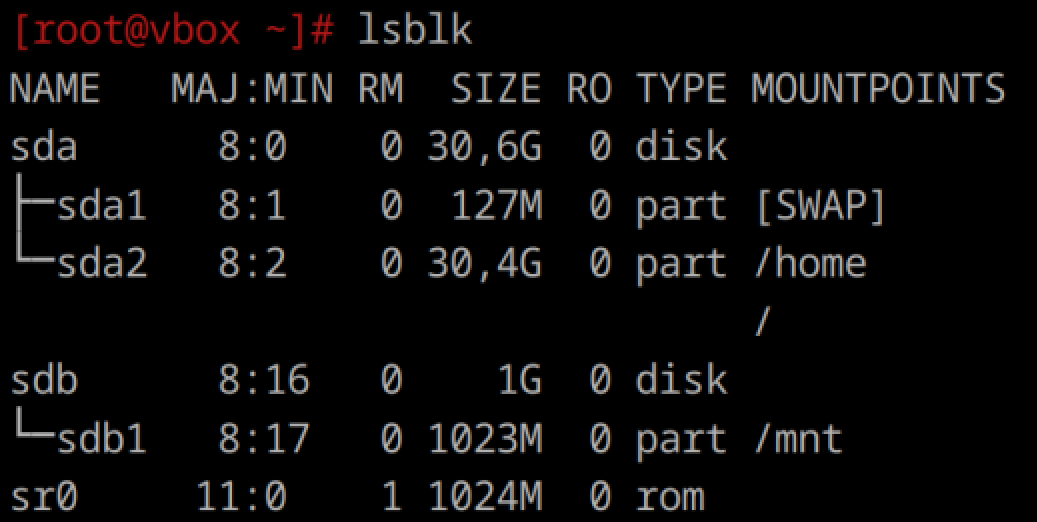 [root@vbox ~]# lsblk
NAME   MAJ:MIN RM  SIZE RO TYPE MOUNTPOINTS
sda      8:0    0 30,6G  0 disk
├─sda1   8:1    0  127M  0 part [SWAP]
└─sda2   8:2    0 30,4G  0 part /home
                                /
sdb      8:16   0    1G  0 disk
└─sdb1   8:17   0 1023M  0 part /mnt
sr0     11:0    1 1024M  0 rom